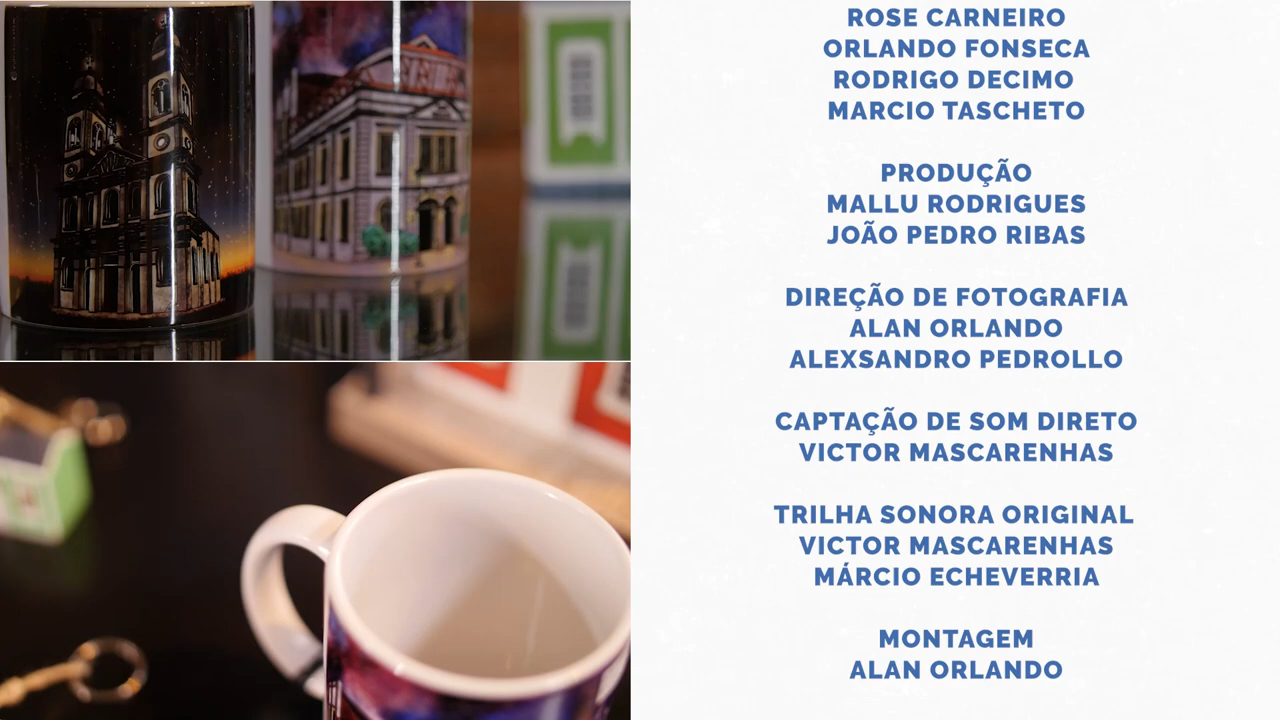 ROSE CARNEIRO
ORLANDO FONSECA
RODRIGO DECIMO
MARCIO TASCHETO
PRODUÇÃO
MALLU RODRIGUES
JOÃO PEDRO RIBAS
DIREÇÃO DE FOTOGRAFIA
ALAN ORLANDO
ALEXSANDRO PEDROLLO
CAPTAÇÃO DE SOM DIRETO
VICTOR MASCARENHAS
TRILHA SONORA ORIGINAL
VICTOR MASCARENHAS
MÁRCIO ECHEVERRIA
MONTAGEM
ALAN ORLANDO